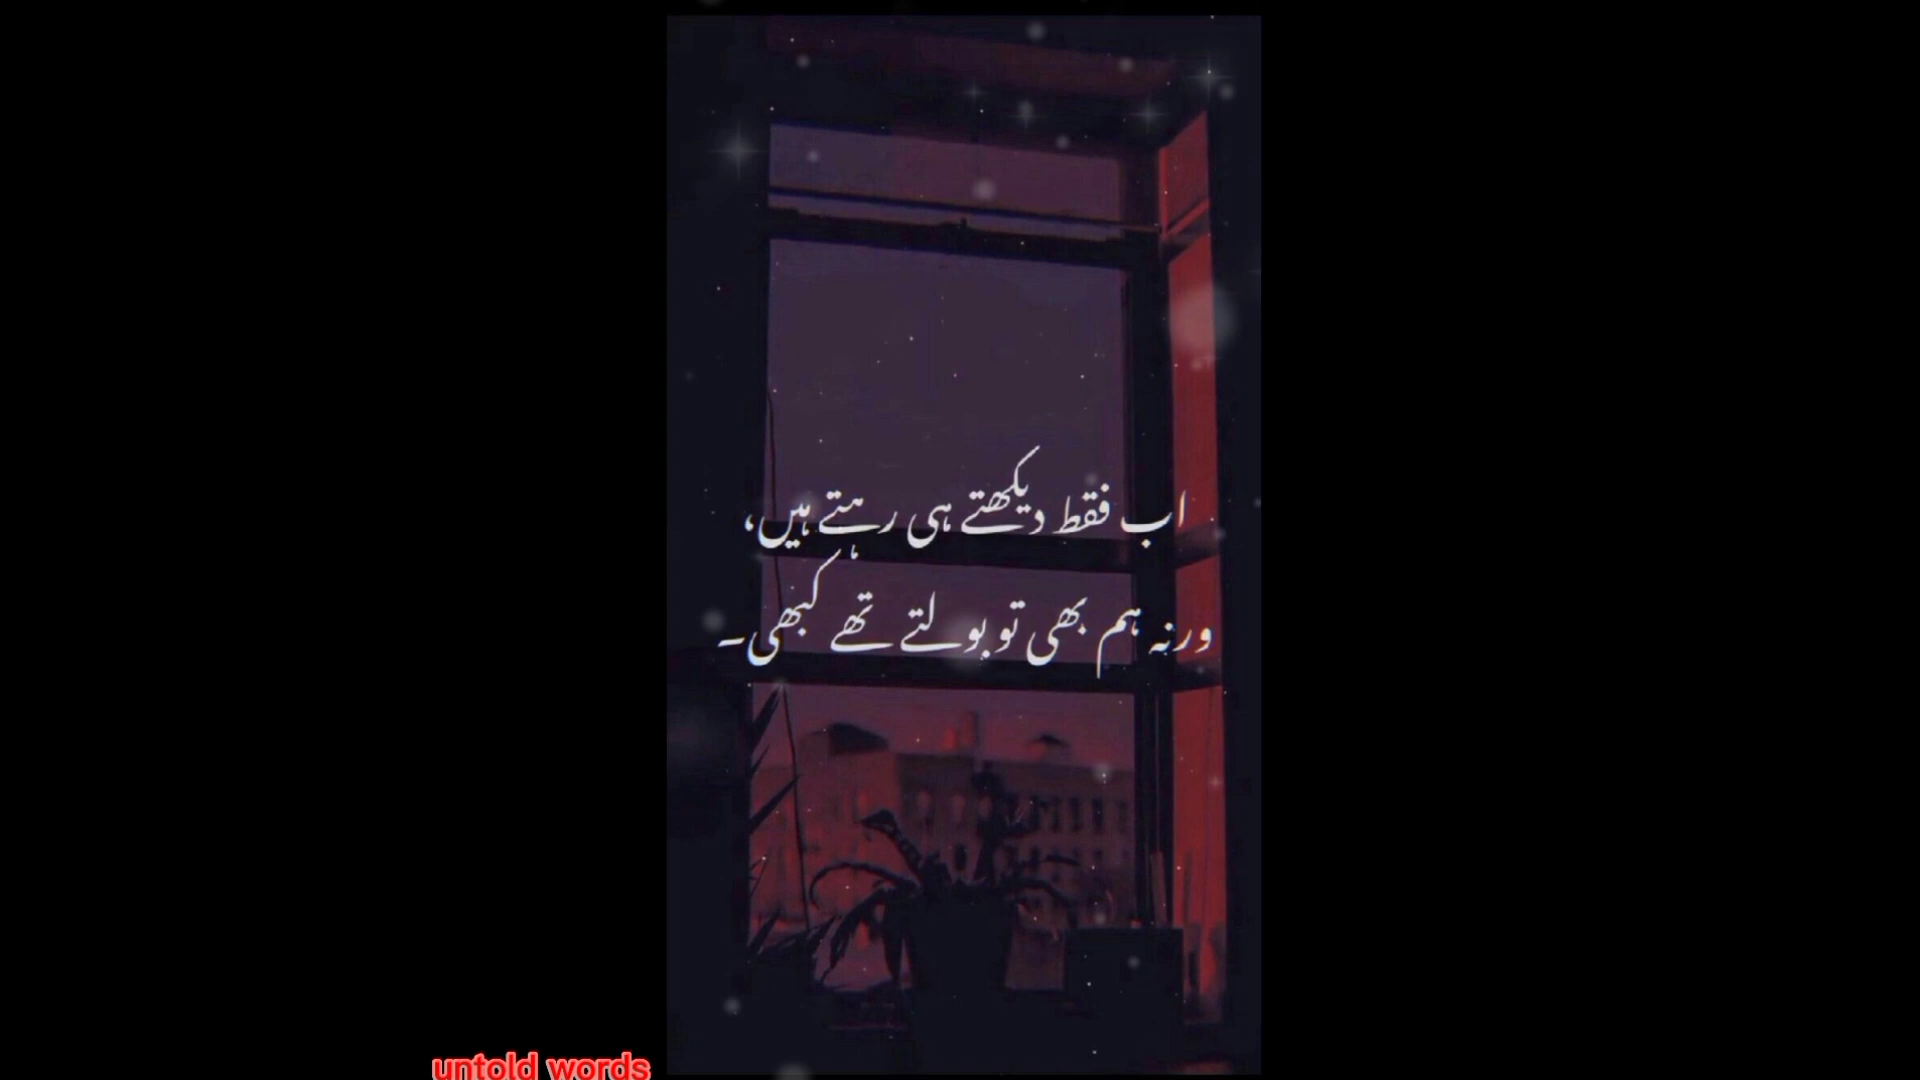 اب فقط دیکھتے ہی رہتے ہیں،
ورنہ ہم بھی تو بولتے تھے کبھی۔
untold words